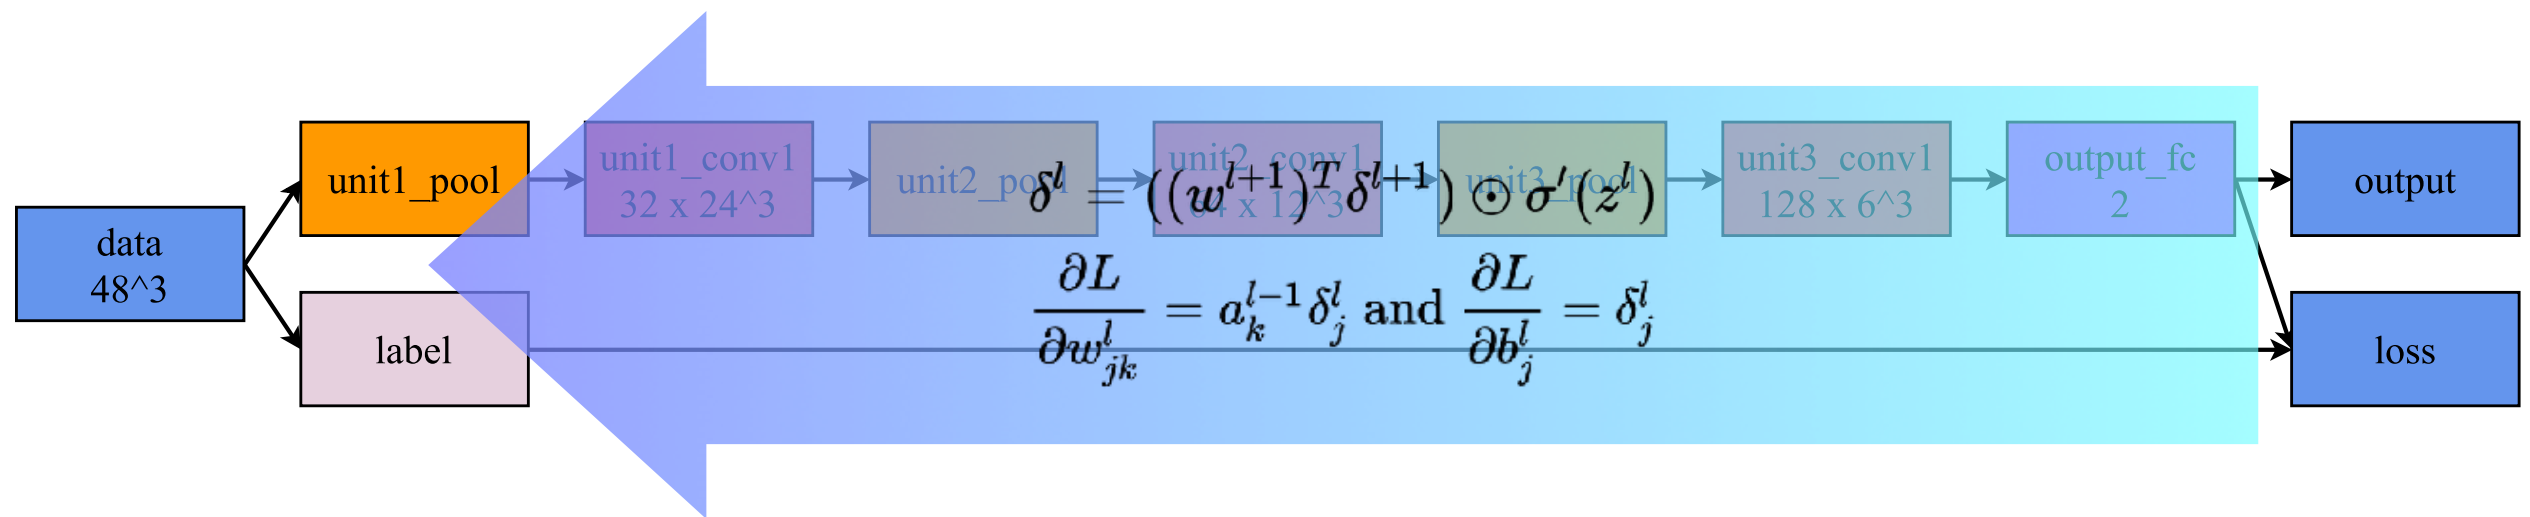 data
48^3
unit1_pool
label
unit1_conv1
32 x 24^3
unit2_pool
unit2_conv1
64 x 12^3
unit3_pool
unit3_conv1
128 x 6^3
output_fc
2
output
loss
δ^l = ((w^{l+1})^T δ^{l+1}) ⊙ σ′(z^l)
∂L/∂w^l_{jk} = a^{l−1}_k δ^l_j and ∂L/∂b^l_j = δ^l_j